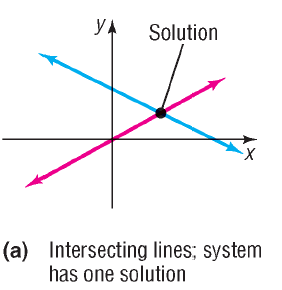 y
Solution
x
(a) Intersecting lines; system
has one solution